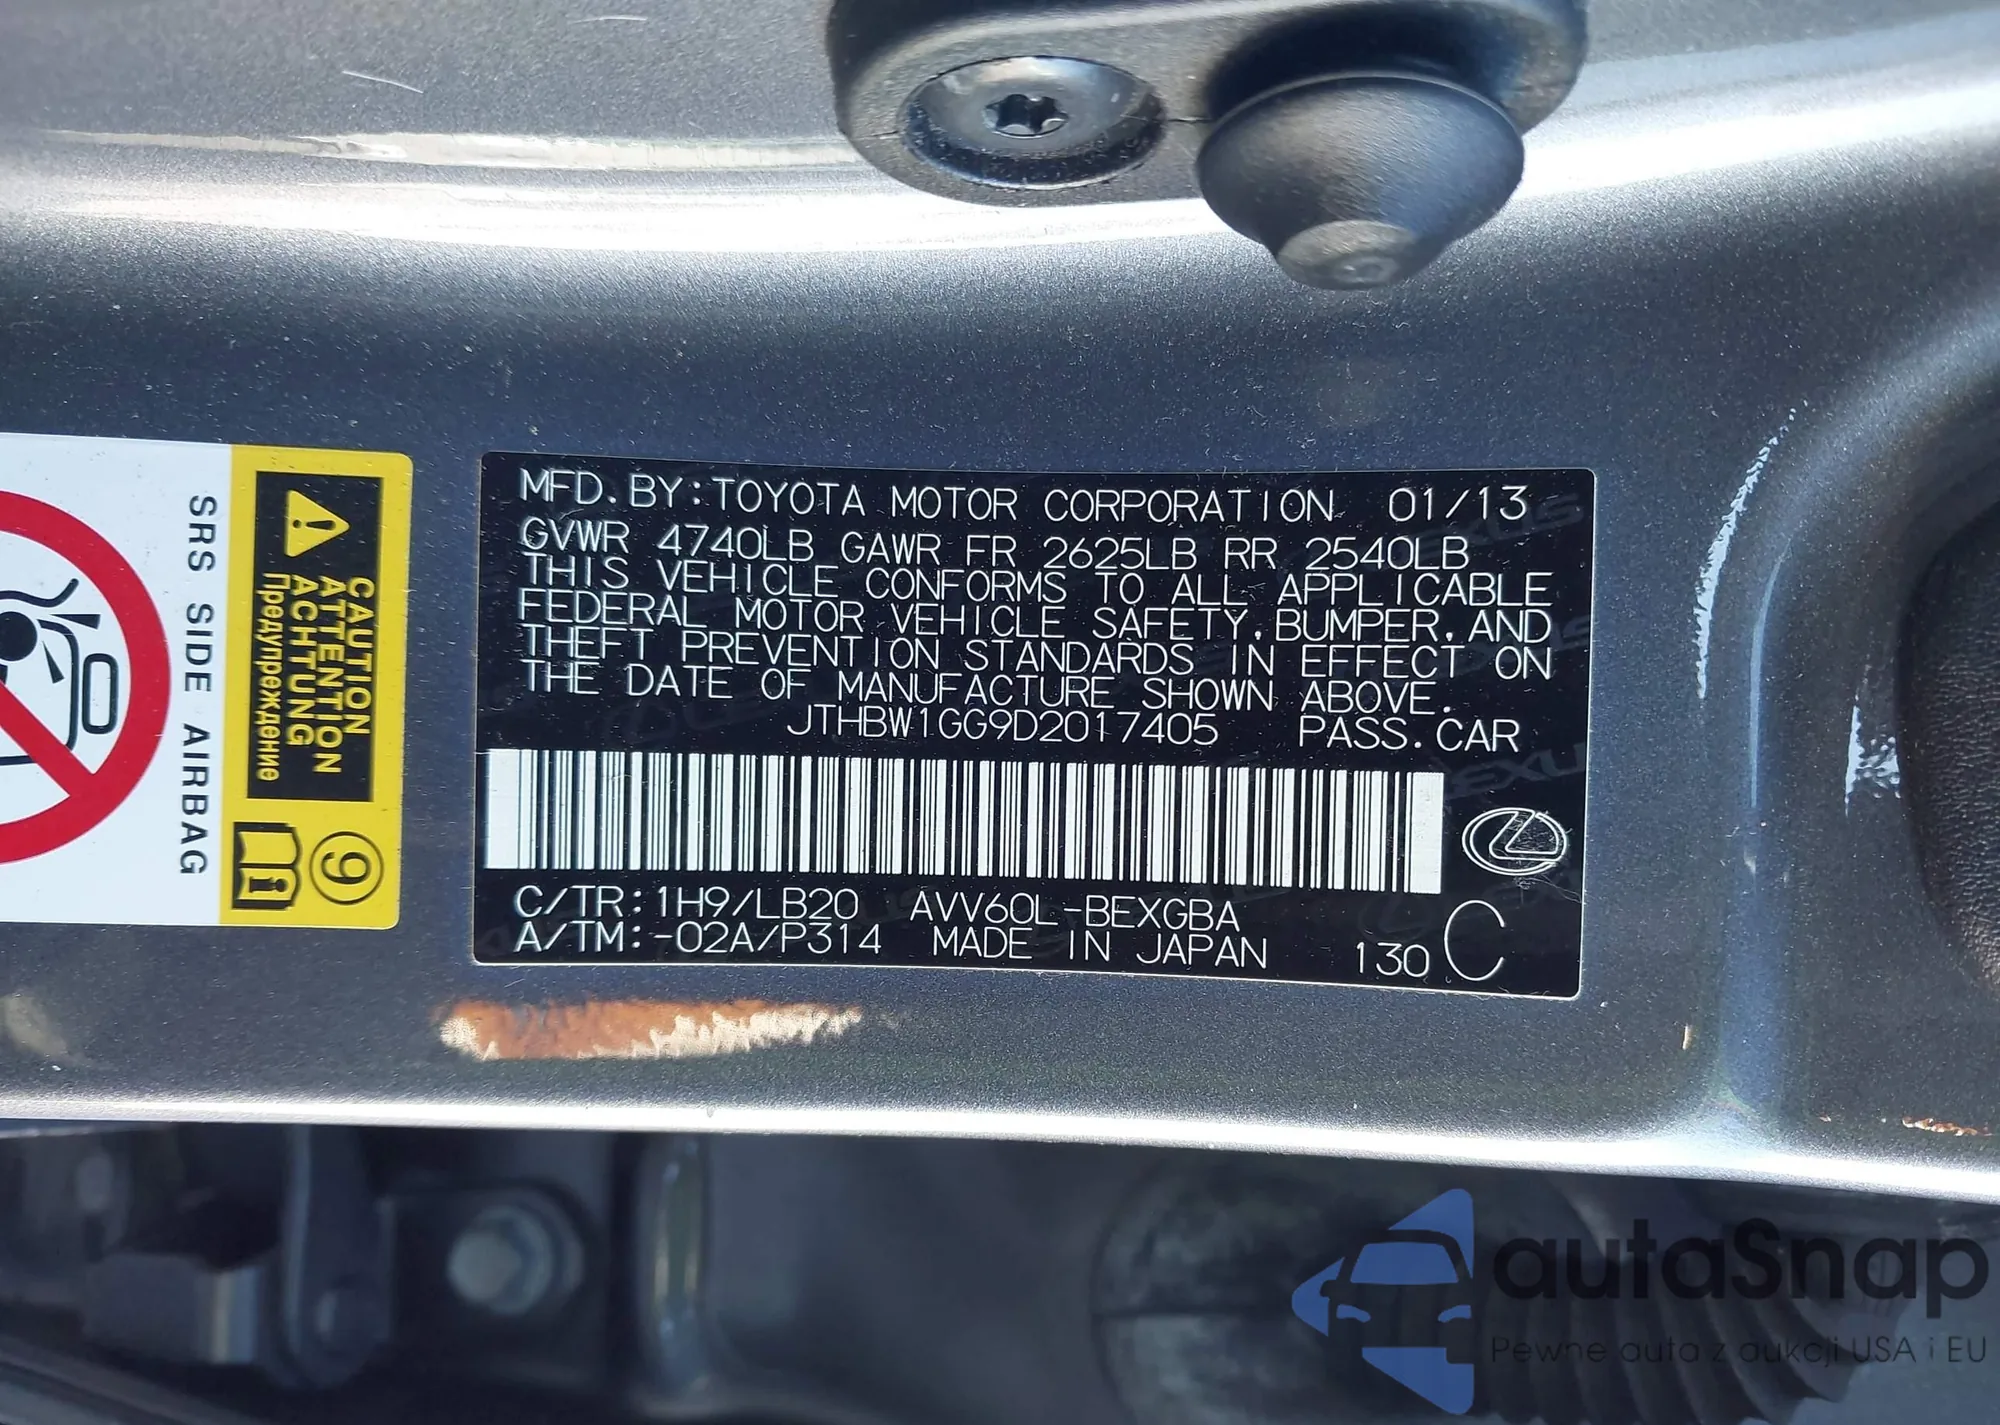 MFD.BY:TOYOTA MOTOR CORPORATION 01/13
GVWR 4740LB GAWR FR 2625LB RR 2540LB
THIS VEHICLE CONFORMS TO ALL APPLICABLE
FEDERAL MOTOR VEHICLE SAFETY,BUMPER,AND
THEFT PREVENTION STANDARDS IN EFFECT ON
THE DATE OF MANUFACTURE SHOWN ABOVE.
JTHBW1GG9D2017405 PASS.CAR
C/TR:1H9/LB20 AVV60L-BEXGBA
A/TM:-02A/P314 MADE IN JAPAN 130 C
CAUTION
ATTENTION
ACHTUNG
Предупреждение
9
SRS SIDE AIRBAG
autaSnap
Pewne auta z aukcji USA i EU